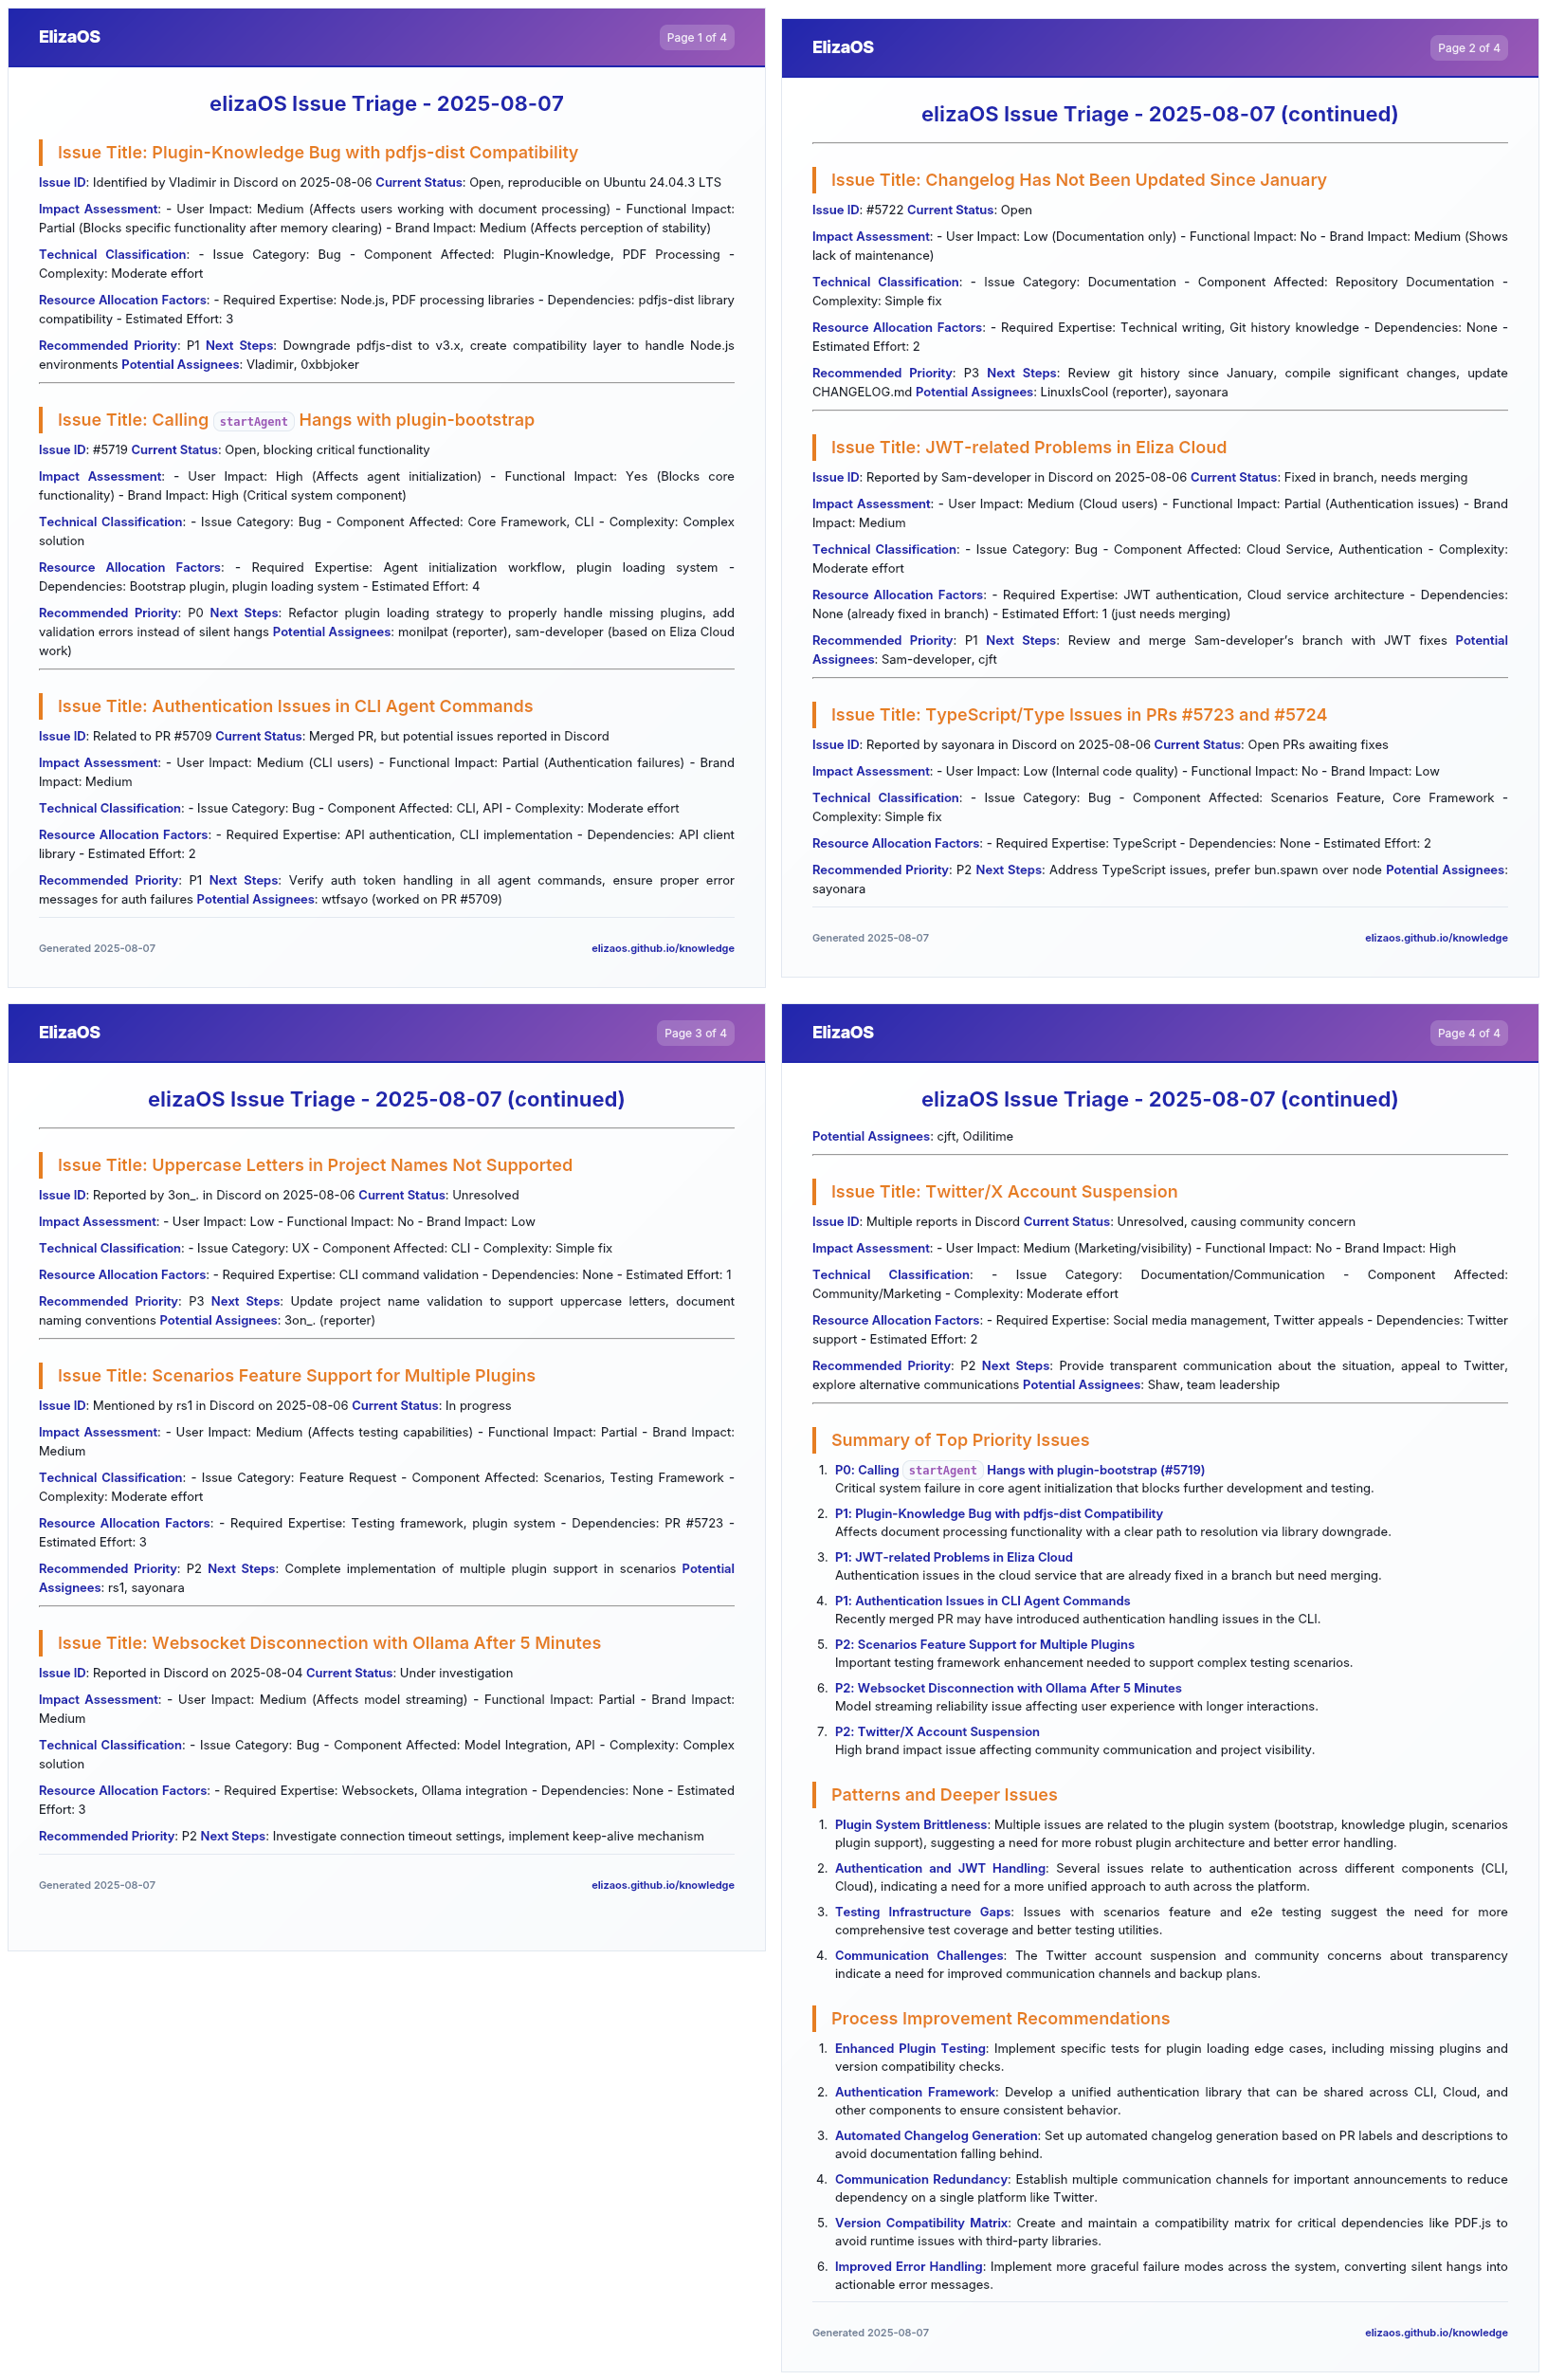 ElizaOS
Page 1 of 4
elizaOS Issue Triage - 2025-08-07
Issue Title: Plugin-Knowledge Bug with pdfjs-dist Compatibility
Issue ID: Identified by Vladimir in Discord on 2025-08-06 Current Status: Open, reproducible on Ubuntu 24.04.3 LTS
Impact Assessment: - User Impact: Medium (Affects users working with document processing) - Functional Impact:
Partial (Blocks specific functionality after memory clearing) - Brand Impact: Medium (Affects perception of stability)
Technical Classification: - Issue Category: Bug - Component Affected: Plugin-Knowledge, PDF Processing -
Complexity: Moderate effort
Resource Allocation Factors: - Required Expertise: Node.js, PDF processing libraries - Dependencies: pdfjs-dist library
compatibility - Estimated Effort: 3
Recommended Priority: P1 Next Steps: Downgrade pdfjs-dist to v3.x, create compatibility layer to handle Node.js
environments Potential Assignees: Vladimir, 0xbbjoker
Issue Title: Calling startAgent Hangs with plugin-bootstrap
Issue ID: #5719 Current Status: Open, blocking critical functionality
Impact Assessment: - User Impact: High (Affects agent initialization) - Functional Impact: Yes (Blocks core
functionality) - Brand Impact: High (Critical system component)
Technical Classification: - Issue Category: Bug - Component Affected: Core Framework, CLI - Complexity: Complex
solution
Resource Allocation Factors: - Required Expertise: Agent initialization workflow, plugin loading system -
Dependencies: Bootstrap plugin, plugin loading system - Estimated Effort: 4
Recommended Priority: P0 Next Steps: Refactor plugin loading strategy to properly handle missing plugins, add
validation errors instead of silent hangs Potential Assignees: monilpat (reporter), sam-developer (based on Eliza Cloud
work)
Issue Title: Authentication Issues in CLI Agent Commands
Issue ID: Related to PR #5709 Current Status: Merged PR, but potential issues reported in Discord
Impact Assessment: - User Impact: Medium (CLI users) - Functional Impact: Partial (Authentication failures) - Brand
Impact: Medium
Technical Classification: - Issue Category: Bug - Component Affected: CLI, API - Complexity: Moderate effort
Resource Allocation Factors: - Required Expertise: API authentication, CLI implementation - Dependencies: API client
library - Estimated Effort: 2
Recommended Priority: P1 Next Steps: Verify auth token handling in all agent commands, ensure proper error
messages for auth failures Potential Assignees: wtfsayo (worked on PR #5709)
Generated 2025-08-07
elizaos.github.io/knowledge
ElizaOS
Page 2 of 4
elizaOS Issue Triage - 2025-08-07 (continued)
Issue Title: Changelog Has Not Been Updated Since January
Issue ID: #5722 Current Status: Open
Impact Assessment: - User Impact: Low (Documentation only) - Functional Impact: No - Brand Impact: Medium (Shows
lack of maintenance)
Technical Classification: - Issue Category: Documentation - Component Affected: Repository Documentation -
Complexity: Simple fix
Resource Allocation Factors: - Required Expertise: Technical writing, Git history knowledge - Dependencies: None -
Estimated Effort: 2
Recommended Priority: P3 Next Steps: Review git history since January, compile significant changes, update
CHANGELOG.md Potential Assignees: LinuxIsCool (reporter), sayonara
Issue Title: JWT-related Problems in Eliza Cloud
Issue ID: Reported by Sam-developer in Discord on 2025-08-06 Current Status: Fixed in branch, needs merging
Impact Assessment: - User Impact: Medium (Cloud users) - Functional Impact: Partial (Authentication issues) - Brand
Impact: Medium
Technical Classification: - Issue Category: Bug - Component Affected: Cloud Service, Authentication - Complexity:
Moderate effort
Resource Allocation Factors: - Required Expertise: JWT authentication, Cloud service architecture - Dependencies:
None (already fixed in branch) - Estimated Effort: 1 (just needs merging)
Recommended Priority: P1 Next Steps: Review and merge Sam-developer's branch with JWT fixes Potential
Assignees: Sam-developer, cjft
Issue Title: TypeScript/Type Issues in PRs #5723 and #5724
Issue ID: Reported by sayonara in Discord on 2025-08-06 Current Status: Open PRs awaiting fixes
Impact Assessment: - User Impact: Low (Internal code quality) - Functional Impact: No - Brand Impact: Low
Technical Classification: - Issue Category: Bug - Component Affected: Scenarios Feature, Core Framework -
Complexity: Simple fix
Resource Allocation Factors: - Required Expertise: TypeScript - Dependencies: None - Estimated Effort: 2
Recommended Priority: P2 Next Steps: Address TypeScript issues, prefer bun.spawn over node Potential Assignees:
sayonara
Generated 2025-08-07
elizaos.github.io/knowledge
ElizaOS
Page 3 of 4
elizaOS Issue Triage - 2025-08-07 (continued)
Issue Title: Uppercase Letters in Project Names Not Supported
Issue ID: Reported by 3on_. in Discord on 2025-08-06 Current Status: Unresolved
Impact Assessment: - User Impact: Low - Functional Impact: No - Brand Impact: Low
Technical Classification: - Issue Category: UX - Component Affected: CLI - Complexity: Simple fix
Resource Allocation Factors: - Required Expertise: CLI command validation - Dependencies: None - Estimated Effort: 1
Recommended Priority: P3 Next Steps: Update project name validation to support uppercase letters, document
naming conventions Potential Assignees: 3on_. (reporter)
Issue Title: Scenarios Feature Support for Multiple Plugins
Issue ID: Mentioned by rs1 in Discord on 2025-08-06 Current Status: In progress
Impact Assessment: - User Impact: Medium (Affects testing capabilities) - Functional Impact: Partial - Brand Impact:
Medium
Technical Classification: - Issue Category: Feature Request - Component Affected: Scenarios, Testing Framework -
Complexity: Moderate effort
Resource Allocation Factors: - Required Expertise: Testing framework, plugin system - Dependencies: PR #5723 -
Estimated Effort: 3
Recommended Priority: P2 Next Steps: Complete implementation of multiple plugin support in scenarios Potential
Assignees: rs1, sayonara
Issue Title: Websocket Disconnection with Ollama After 5 Minutes
Issue ID: Reported in Discord on 2025-08-04 Current Status: Under investigation
Impact Assessment: - User Impact: Medium (Affects model streaming) - Functional Impact: Partial - Brand Impact:
Medium
Technical Classification: - Issue Category: Bug - Component Affected: Model Integration, API - Complexity: Complex
solution
Resource Allocation Factors: - Required Expertise: Websockets, Ollama integration - Dependencies: None - Estimated
Effort: 3
Recommended Priority: P2 Next Steps: Investigate connection timeout settings, implement keep-alive mechanism
Generated 2025-08-07
elizaos.github.io/knowledge
ElizaOS
Page 4 of 4
elizaOS Issue Triage - 2025-08-07 (continued)
Potential Assignees: cjft, Odilitime
Issue Title: Twitter/X Account Suspension
Issue ID: Multiple reports in Discord Current Status: Unresolved, causing community concern
Impact Assessment: - User Impact: Medium (Marketing/visibility) - Functional Impact: No - Brand Impact: High
Technical Classification: - Issue Category: Documentation/Communication - Component Affected:
Community/Marketing - Complexity: Moderate effort
Resource Allocation Factors: - Required Expertise: Social media management, Twitter appeals - Dependencies: Twitter
support - Estimated Effort: 2
Recommended Priority: P2 Next Steps: Provide transparent communication about the situation, appeal to Twitter,
explore alternative communications Potential Assignees: Shaw, team leadership
Summary of Top Priority Issues
1. P0: Calling startAgent Hangs with plugin-bootstrap (#5719)
Critical system failure in core agent initialization that blocks further development and testing.
2. P1: Plugin-Knowledge Bug with pdfjs-dist Compatibility
Affects document processing functionality with a clear path to resolution via library downgrade.
3. P1: JWT-related Problems in Eliza Cloud
Authentication issues in the cloud service that are already fixed in a branch but need merging.
4. P1: Authentication Issues in CLI Agent Commands
Recently merged PR may have introduced authentication handling issues in the CLI.
5. P2: Scenarios Feature Support for Multiple Plugins
Important testing framework enhancement needed to support complex testing scenarios.
6. P2: Websocket Disconnection with Ollama After 5 Minutes
Model streaming reliability issue affecting user experience with longer interactions.
7. P2: Twitter/X Account Suspension
High brand impact issue affecting community communication and project visibility.
Patterns and Deeper Issues
1. Plugin System Brittleness: Multiple issues are related to the plugin system (bootstrap, knowledge plugin, scenarios
plugin support), suggesting a need for more robust plugin architecture and better error handling.
2. Authentication and JWT Handling: Several issues relate to authentication across different components (CLI,
Cloud), indicating a need for a more unified approach to auth across the platform.
3. Testing Infrastructure Gaps: Issues with scenarios feature and e2e testing suggest the need for more
comprehensive test coverage and better testing utilities.
4. Communication Challenges: The Twitter account suspension and community concerns about transparency
indicate a need for improved communication channels and backup plans.
Process Improvement Recommendations
1. Enhanced Plugin Testing: Implement specific tests for plugin loading edge cases, including missing plugins and
version compatibility checks.
2. Authentication Framework: Develop a unified authentication library that can be shared across CLI, Cloud, and
other components to ensure consistent behavior.
3. Automated Changelog Generation: Set up automated changelog generation based on PR labels and descriptions to
avoid documentation falling behind.
4. Communication Redundancy: Establish multiple communication channels for important announcements to reduce
dependency on a single platform like Twitter.
5. Version Compatibility Matrix: Create and maintain a compatibility matrix for critical dependencies like PDF.js to
avoid runtime issues with third-party libraries.
6. Improved Error Handling: Implement more graceful failure modes across the system, converting silent hangs into
actionable error messages.
Generated 2025-08-07
elizaos.github.io/knowledge